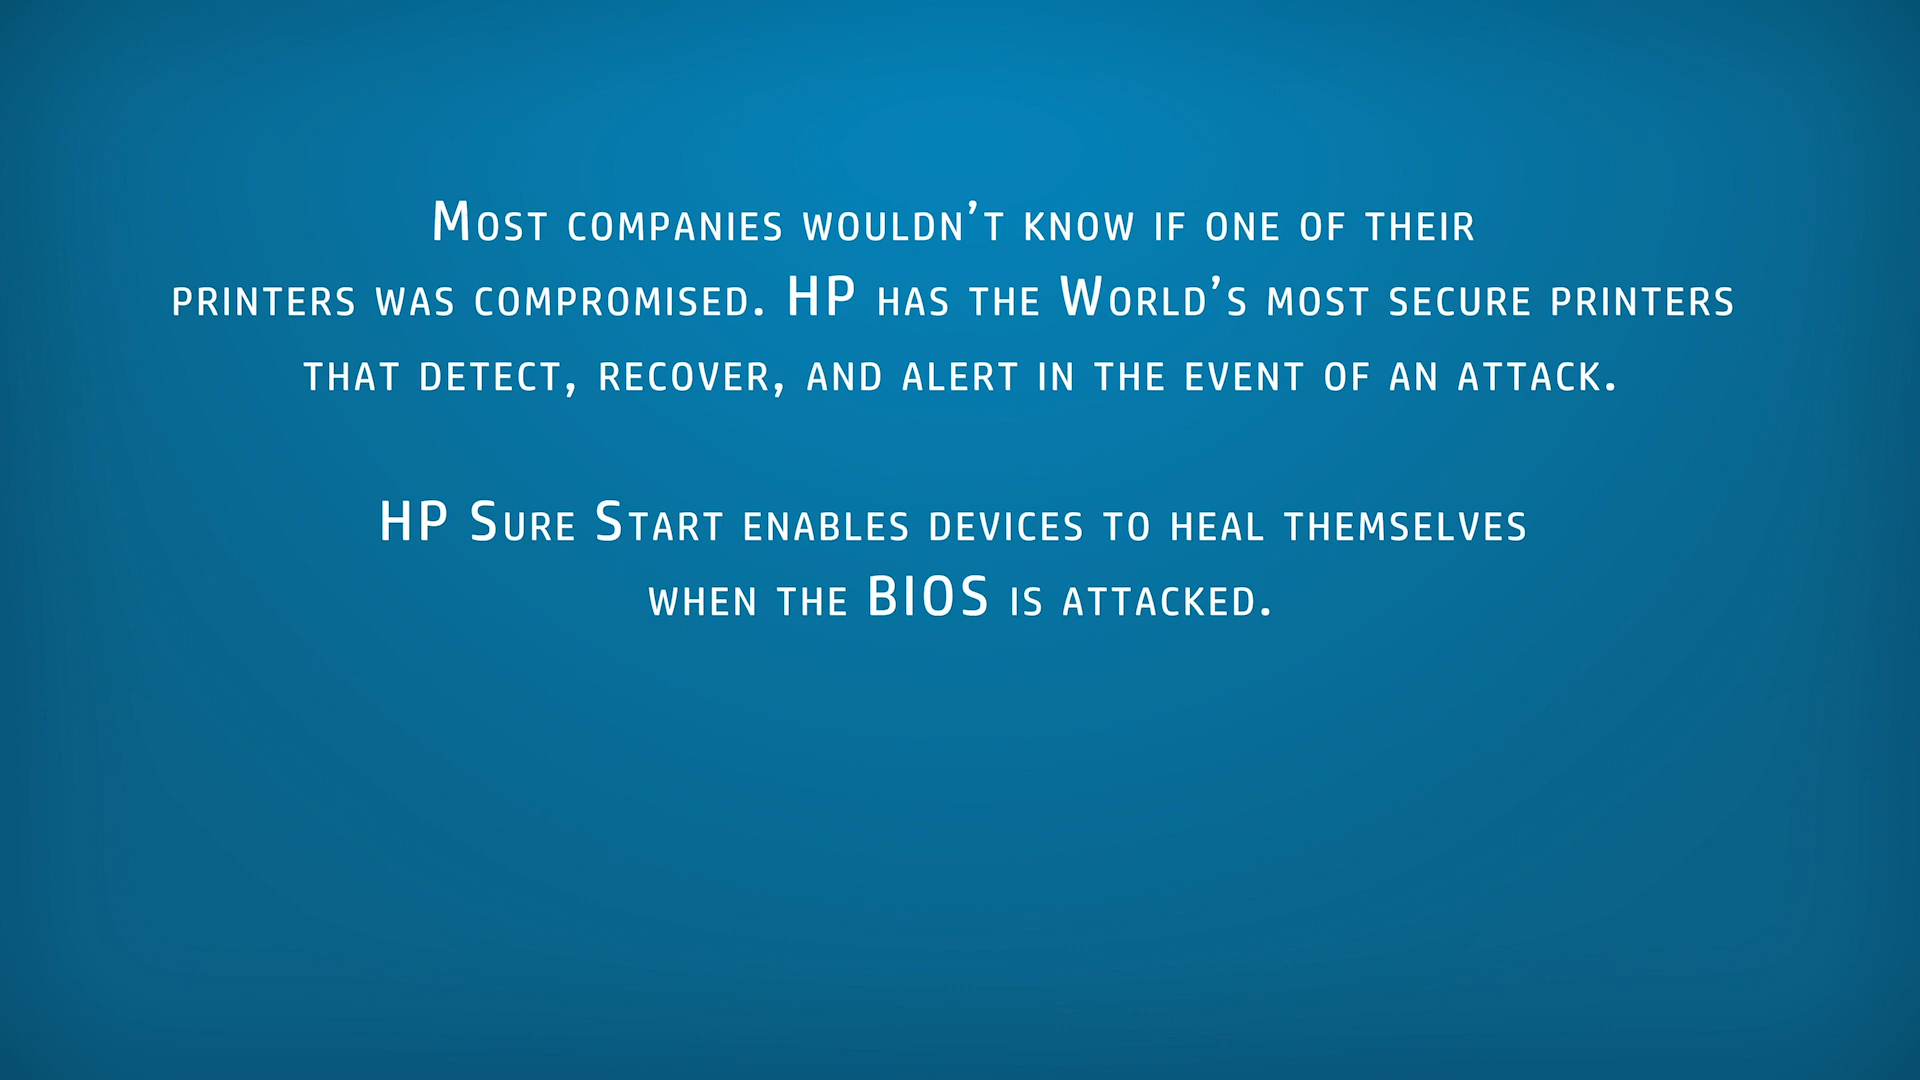 Most companies wouldn’t know if one of their
printers was compromised. HP has the World’s most secure printers
that detect, recover, and alert in the event of an attack.
HP Sure Start enables devices to heal themselves
when the BIOS is attacked.